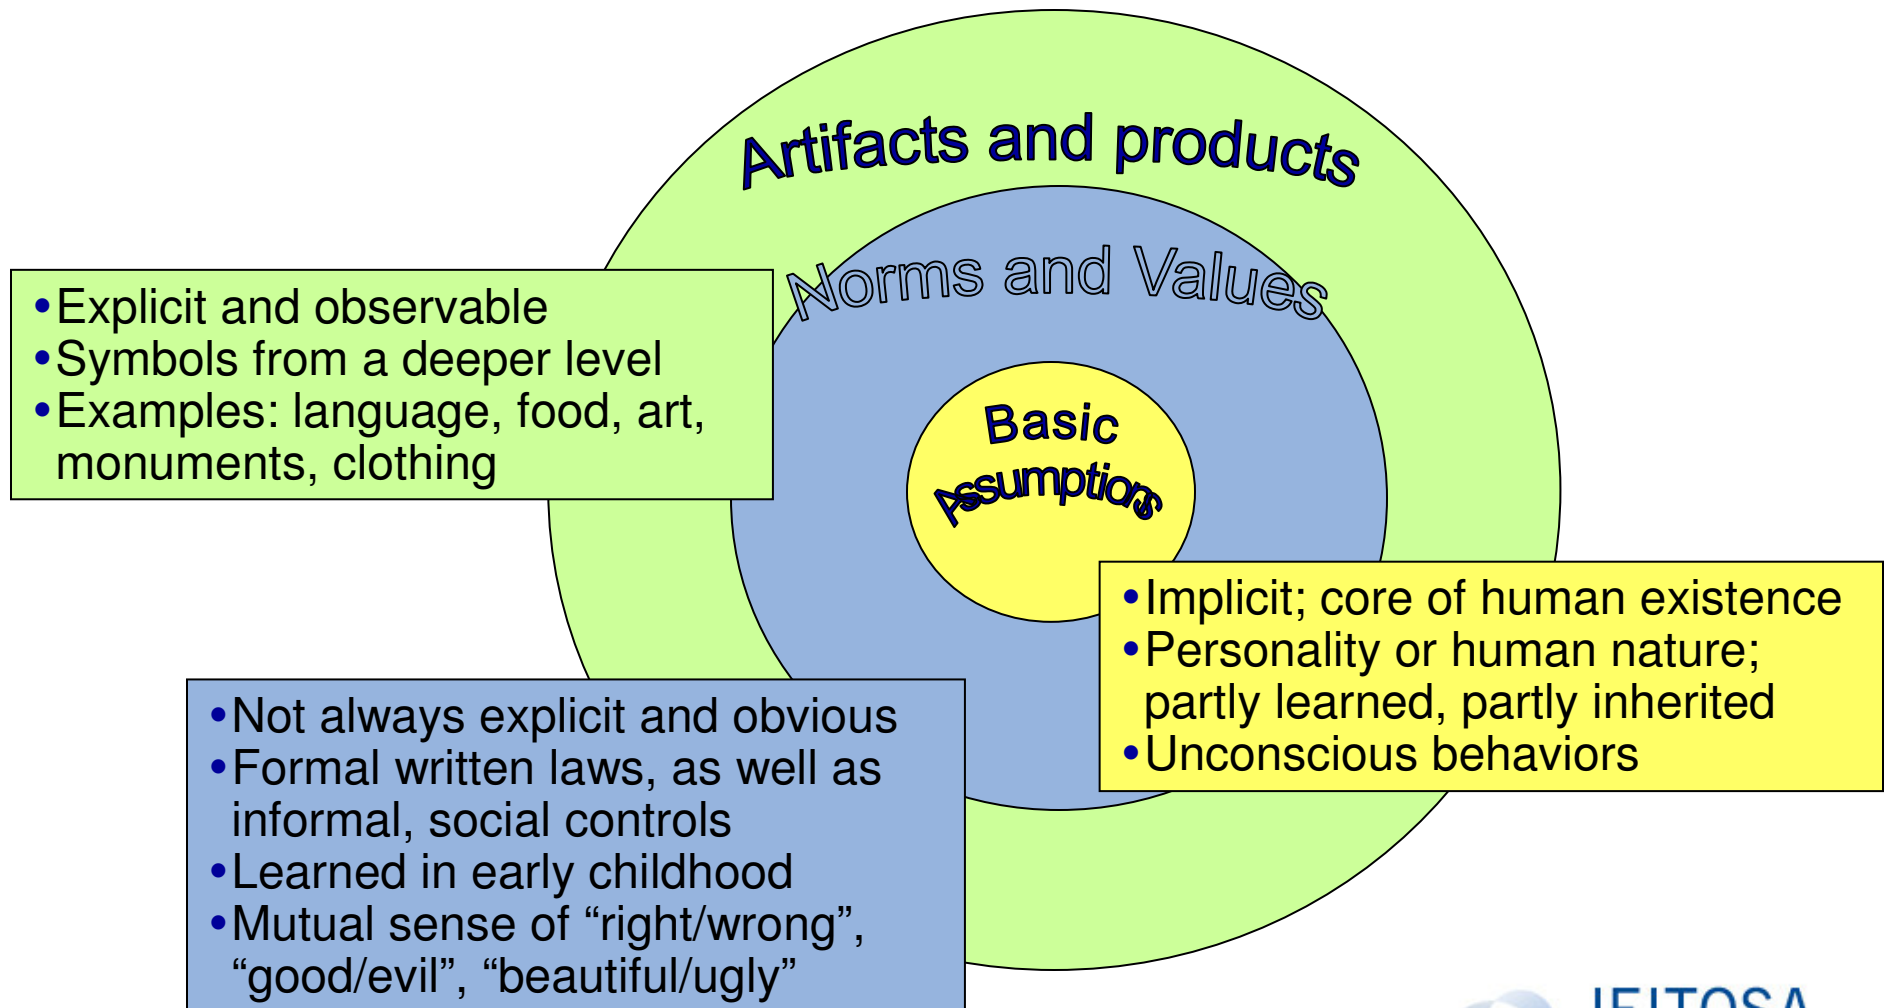 Artifacts and products
Norms and Values
Basic
Assumptions
•Explicit and observable
•Symbols from a deeper level
•Examples: language, food, art,
monuments, clothing
•Implicit; core of human existence
•Personality or human nature;
partly learned, partly inherited
•Unconscious behaviors
•Not always explicit and obvious
•Formal written laws, as well as
informal, social controls
•Learned in early childhood
•Mutual sense of “right/wrong”,
“good/evil”, “beautiful/ugly”